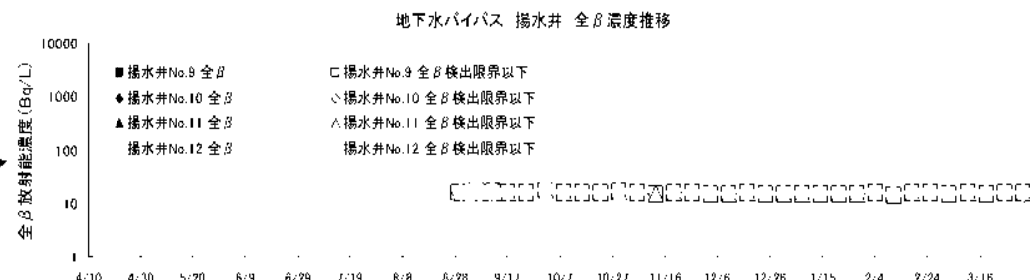 地下水バイパス 揚水井 全β濃度推移
全β放射能濃度(Bq/L)
10000
1000
100
10
1
■揚水井No.9 全β □揚水井No.9 全β検出限界以下
◆揚水井No.10 全β ◇揚水井No.10 全β検出限界以下
▲揚水井No.11 全β △揚水井No.11 全β検出限界以下
揚水井No.12 全β 揚水井No.12 全β検出限界以下
4/10 4/30 5/20 6/9 6/29 7/19 8/8 8/28 9/17 10/7 10/27 11/16 12/6 12/26 1/15 2/4 2/24 3/16